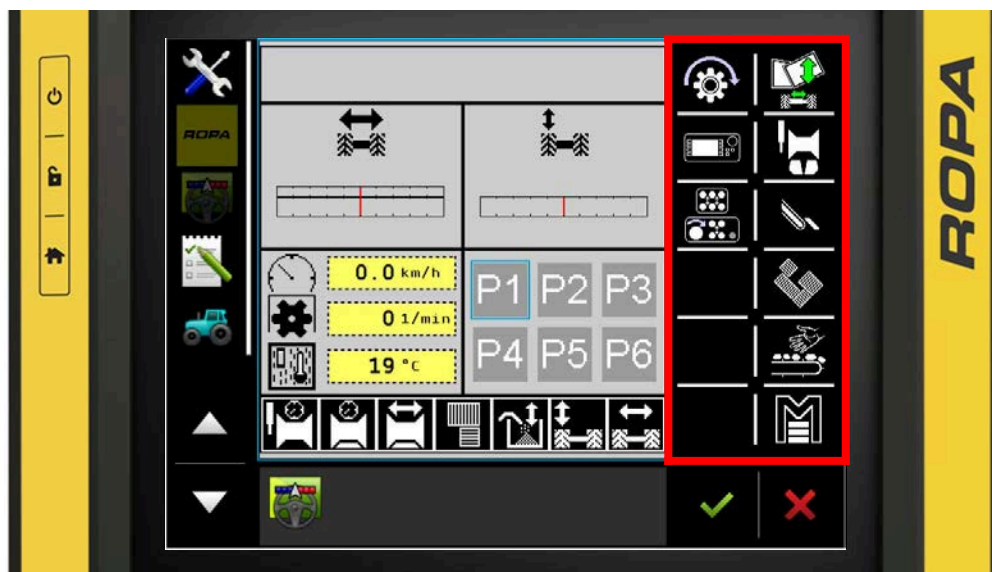 ROPA
ROPA
0.0 km/h
0 1/min
19 °C
P1 P2 P3
P4 P5 P6